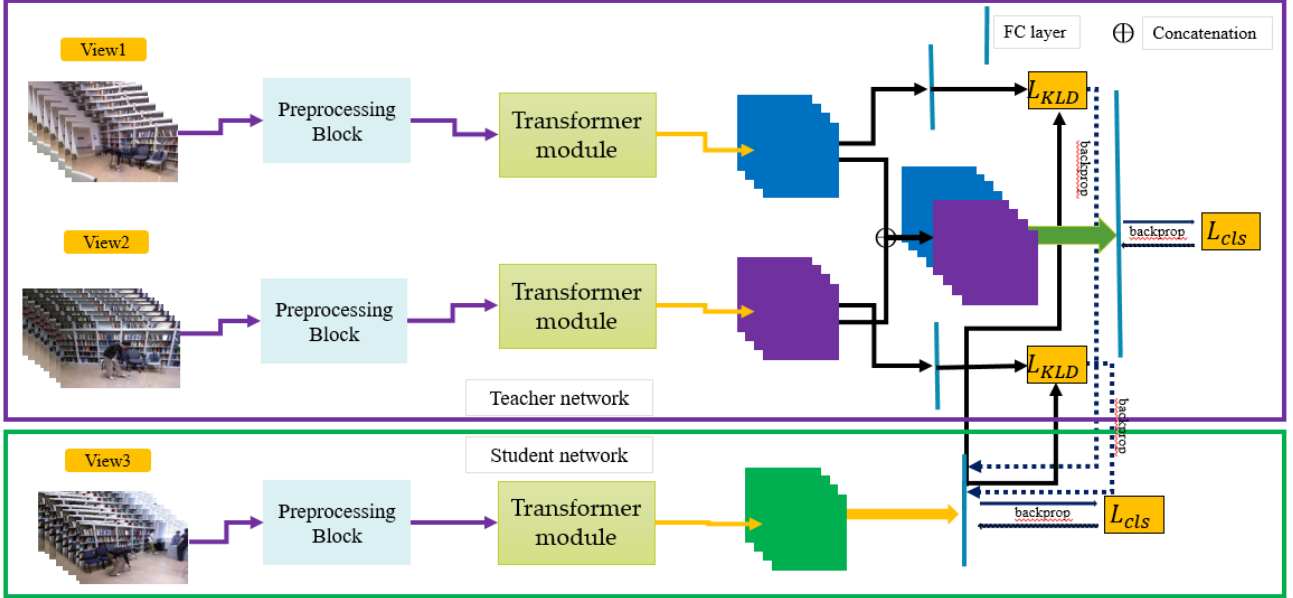 View1
FC layer
Concatenation
Preprocessing
Block
Transformer
module
L_KLD
backprop
View2
Preprocessing
Block
Transformer
module
backprop
L_cls
L_KLD
backprop
Teacher network
Student network
View3
Preprocessing
Block
Transformer
module
backprop
L_cls